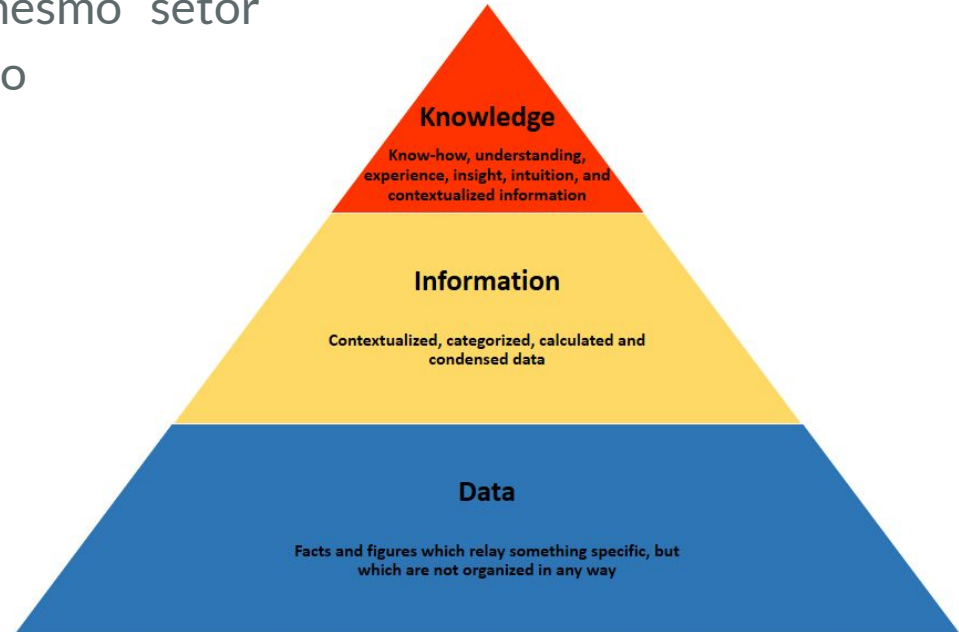 setor
o
Knowledge
Know-how, understanding,
experience, insight, intuition, and
contextualized information
Information
Contextualized, categorized, calculated and
condensed data
Data
Facts and figures which relay something specific, but
which are not organized in any way